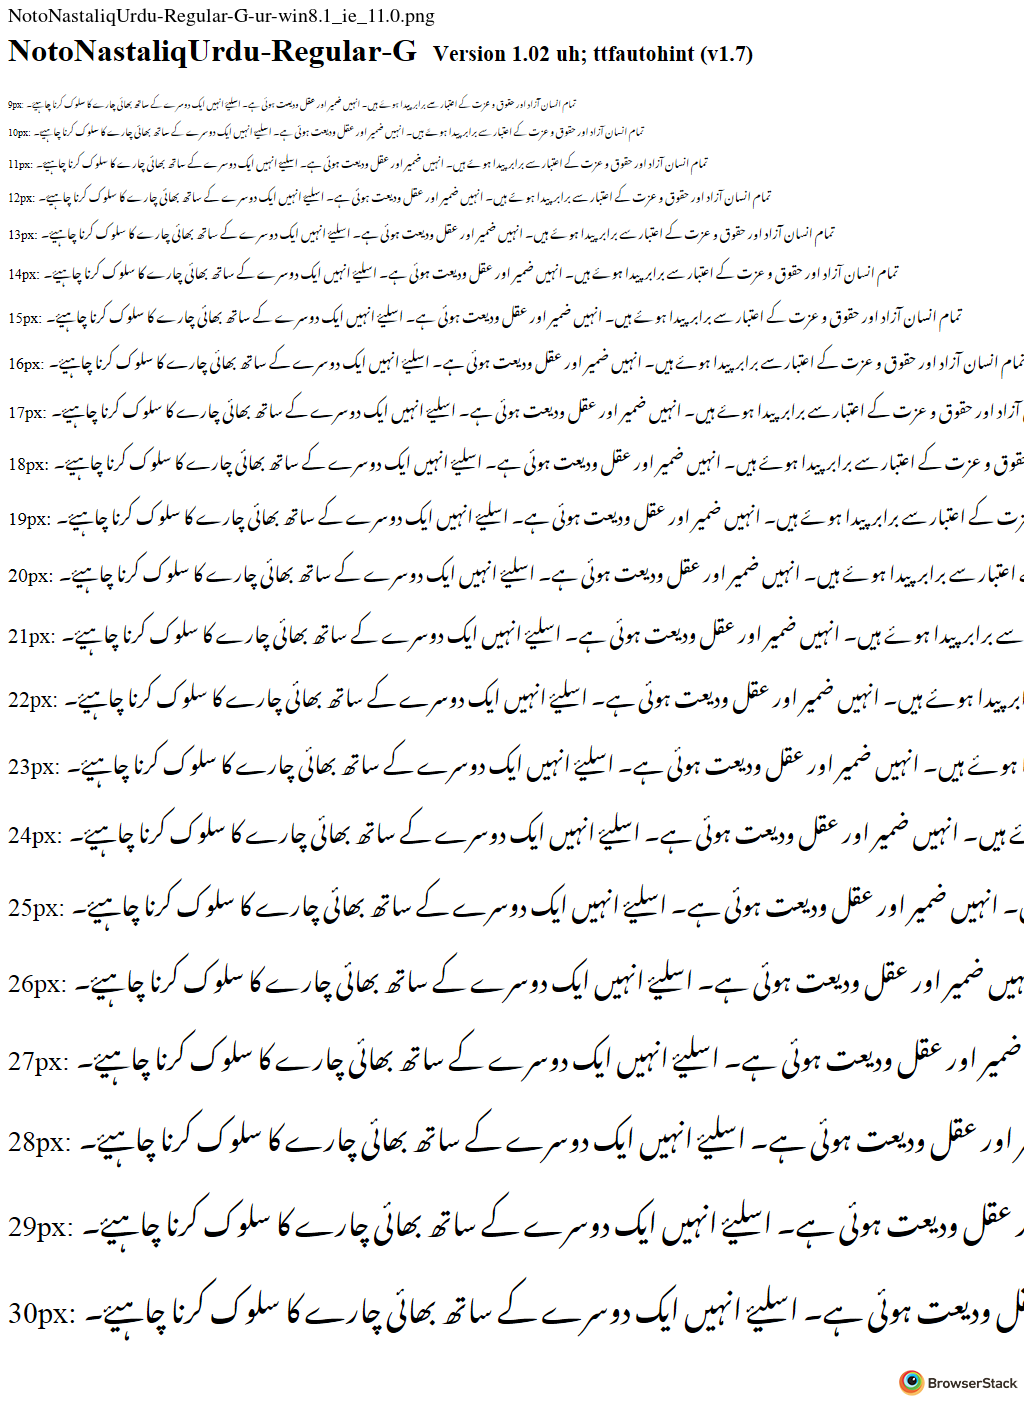 NotoNastaliqUrdu-Regular-G-ur-win8.1_ie_11.0.png
NotoNastaliqUrdu-Regular-G Version 1.02 uh; ttfautohint (v1.7)
9px: تمام انسان آزاد اور حقوق و عزت کے اعتبار سے برابر پیدا ہوئے ہیں۔ انہیں ضمیر اور عقل ودیعت ہوئی ہے۔ اسلیئے انہیں ایک دوسرے کے ساتھ بھائی چارے کا سلوک کرنا چاہیئے۔
10px: تمام انسان آزاد اور حقوق و عزت کے اعتبار سے برابر پیدا ہوئے ہیں۔ انہیں ضمیر اور عقل ودیعت ہوئی ہے۔ اسلیئے انہیں ایک دوسرے کے ساتھ بھائی چارے کا سلوک کرنا چاہیئے۔
11px: تمام انسان آزاد اور حقوق و عزت کے اعتبار سے برابر پیدا ہوئے ہیں۔ انہیں ضمیر اور عقل ودیعت ہوئی ہے۔ اسلیئے انہیں ایک دوسرے کے ساتھ بھائی چارے کا سلوک کرنا چاہیئے۔
12px: تمام انسان آزاد اور حقوق و عزت کے اعتبار سے برابر پیدا ہوئے ہیں۔ انہیں ضمیر اور عقل ودیعت ہوئی ہے۔ اسلیئے انہیں ایک دوسرے کے ساتھ بھائی چارے کا سلوک کرنا چاہیئے۔
13px: تمام انسان آزاد اور حقوق و عزت کے اعتبار سے برابر پیدا ہوئے ہیں۔ انہیں ضمیر اور عقل ودیعت ہوئی ہے۔ اسلیئے انہیں ایک دوسرے کے ساتھ بھائی چارے کا سلوک کرنا چاہیئے۔
14px: تمام انسان آزاد اور حقوق و عزت کے اعتبار سے برابر پیدا ہوئے ہیں۔ انہیں ضمیر اور عقل ودیعت ہوئی ہے۔ اسلیئے انہیں ایک دوسرے کے ساتھ بھائی چارے کا سلوک کرنا چاہیئے۔
15px: تمام انسان آزاد اور حقوق و عزت کے اعتبار سے برابر پیدا ہوئے ہیں۔ انہیں ضمیر اور عقل ودیعت ہوئی ہے۔ اسلیئے انہیں ایک دوسرے کے ساتھ بھائی چارے کا سلوک کرنا چاہیئے۔
16px: تمام انسان آزاد اور حقوق و عزت کے اعتبار سے برابر پیدا ہوئے ہیں۔ انہیں ضمیر اور عقل ودیعت ہوئی ہے۔ اسلیئے انہیں ایک دوسرے کے ساتھ بھائی چارے کا سلوک کرنا چاہیئے۔
17px: آزاد اور حقوق و عزت کے اعتبار سے برابر پیدا ہوئے ہیں۔ انہیں ضمیر اور عقل ودیعت ہوئی ہے۔ اسلیئے انہیں ایک دوسرے کے ساتھ بھائی چارے کا سلوک کرنا چاہیئے۔
18px: و عزت کے اعتبار سے برابر پیدا ہوئے ہیں۔ انہیں ضمیر اور عقل ودیعت ہوئی ہے۔ اسلیئے انہیں ایک دوسرے کے ساتھ بھائی چارے کا سلوک کرنا چاہیئے۔
19px: کے اعتبار سے برابر پیدا ہوئے ہیں۔ انہیں ضمیر اور عقل ودیعت ہوئی ہے۔ اسلیئے انہیں ایک دوسرے کے ساتھ بھائی چارے کا سلوک کرنا چاہیئے۔
20px: اعتبار سے برابر پیدا ہوئے ہیں۔ انہیں ضمیر اور عقل ودیعت ہوئی ہے۔ اسلیئے انہیں ایک دوسرے کے ساتھ بھائی چارے کا سلوک کرنا چاہیئے۔
21px: سے برابر پیدا ہوئے ہیں۔ انہیں ضمیر اور عقل ودیعت ہوئی ہے۔ اسلیئے انہیں ایک دوسرے کے ساتھ بھائی چارے کا سلوک کرنا چاہیئے۔
22px: پیدا ہوئے ہیں۔ انہیں ضمیر اور عقل ودیعت ہوئی ہے۔ اسلیئے انہیں ایک دوسرے کے ساتھ بھائی چارے کا سلوک کرنا چاہیئے۔
23px: ہوئے ہیں۔ انہیں ضمیر اور عقل ودیعت ہوئی ہے۔ اسلیئے انہیں ایک دوسرے کے ساتھ بھائی چارے کا سلوک کرنا چاہیئے۔
24px: ہیں۔ انہیں ضمیر اور عقل ودیعت ہوئی ہے۔ اسلیئے انہیں ایک دوسرے کے ساتھ بھائی چارے کا سلوک کرنا چاہیئے۔
25px: انہیں ضمیر اور عقل ودیعت ہوئی ہے۔ اسلیئے انہیں ایک دوسرے کے ساتھ بھائی چارے کا سلوک کرنا چاہیئے۔
26px: ضمیر اور عقل ودیعت ہوئی ہے۔ اسلیئے انہیں ایک دوسرے کے ساتھ بھائی چارے کا سلوک کرنا چاہیئے۔
27px: ضمیر اور عقل ودیعت ہوئی ہے۔ اسلیئے انہیں ایک دوسرے کے ساتھ بھائی چارے کا سلوک کرنا چاہیئے۔
28px: اور عقل ودیعت ہوئی ہے۔ اسلیئے انہیں ایک دوسرے کے ساتھ بھائی چارے کا سلوک کرنا چاہیئے۔
29px: عقل ودیعت ہوئی ہے۔ اسلیئے انہیں ایک دوسرے کے ساتھ بھائی چارے کا سلوک کرنا چاہیئے۔
30px: ودیعت ہوئی ہے۔ اسلیئے انہیں ایک دوسرے کے ساتھ بھائی چارے کا سلوک کرنا چاہیئے۔
BrowserStack